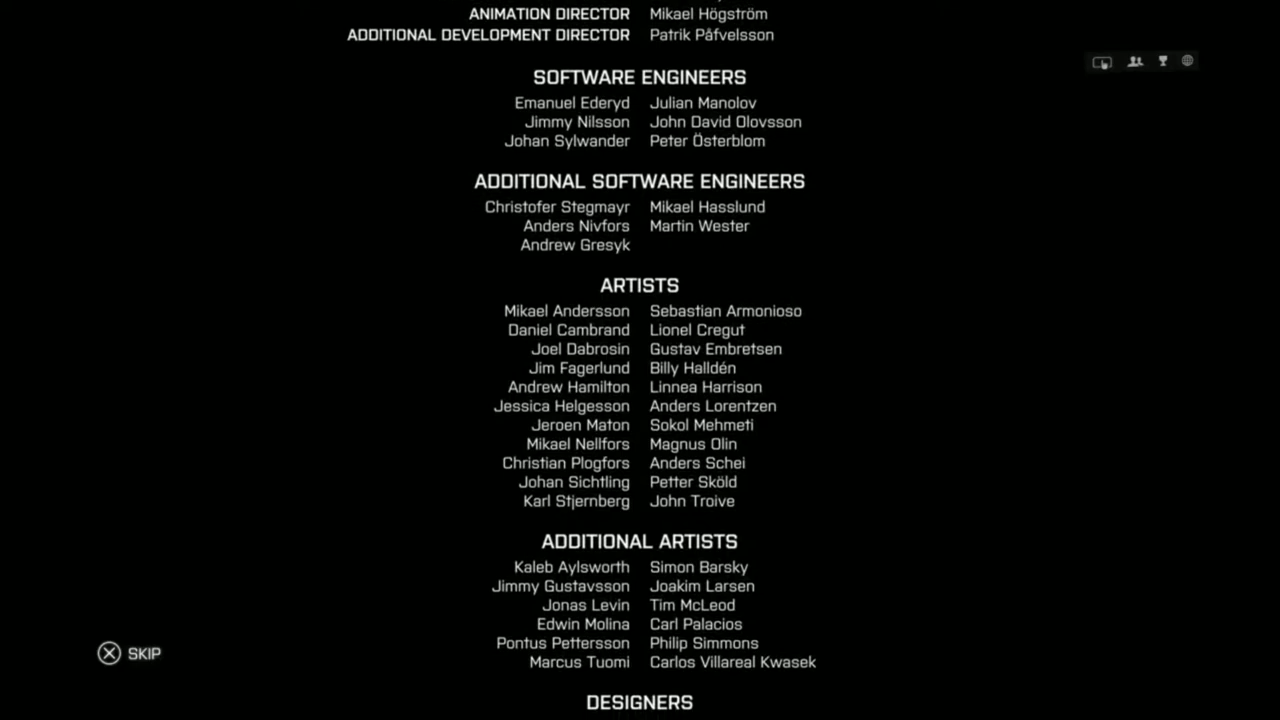 ANIMATION DIRECTOR Mikael Högström
ADDITIONAL DEVELOPMENT DIRECTOR Patrik Påfvelsson
SOFTWARE ENGINEERS
Emanuel Ederyd Julian Manolov
Jimmy Nilsson John David Olovsson
Johan Sylwander Peter Österblom
ADDITIONAL SOFTWARE ENGINEERS
Christofer Stegmayr Mikael Hasslund
Anders Nivfors Martin Wester
Andrew Gresyk
ARTISTS
Mikael Andersson Sebastian Armonioso
Daniel Cambrand Lionel Cregut
Joel Dabrosin Gustav Embretsen
Jim Fagerlund Billy Halldén
Andrew Hamilton Linnea Harrison
Jessica Helgesson Anders Lorentzen
Jeroen Maton Sokol Mehmeti
Mikael Nellfors Magnus Olin
Christian Plogfors Anders Schei
Johan Sichtling Petter Sköld
Karl Stjernberg John Troive
ADDITIONAL ARTISTS
Kaleb Aylsworth Simon Barsky
Jimmy Gustavsson Joakim Larsen
Jonas Levin Tim McLeod
Edwin Molina Carl Palacios
Pontus Pettersson Philip Simmons
Marcus Tuomi Carlos Villareal Kwasek
SKIP
DESIGNERS